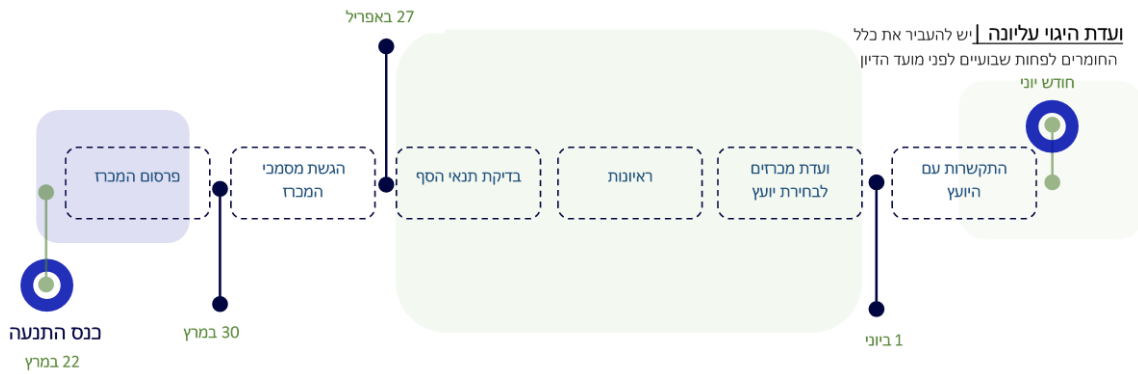 27 באפריל
ועדת היגוי עליונה | יש להעביר את כלל
החומרים לפחות שבועיים לפני מועד הדיון
חודש יוני
פרסום המכרז
הגשת מסמכי
המכרז
בדיקת תנאי הסף
ראיונות
ועדת מכרזים
לבחירת יועץ
התקשרות עם
היועץ
כנס התנעה
22 במרץ
30 במרץ
1 ביוני